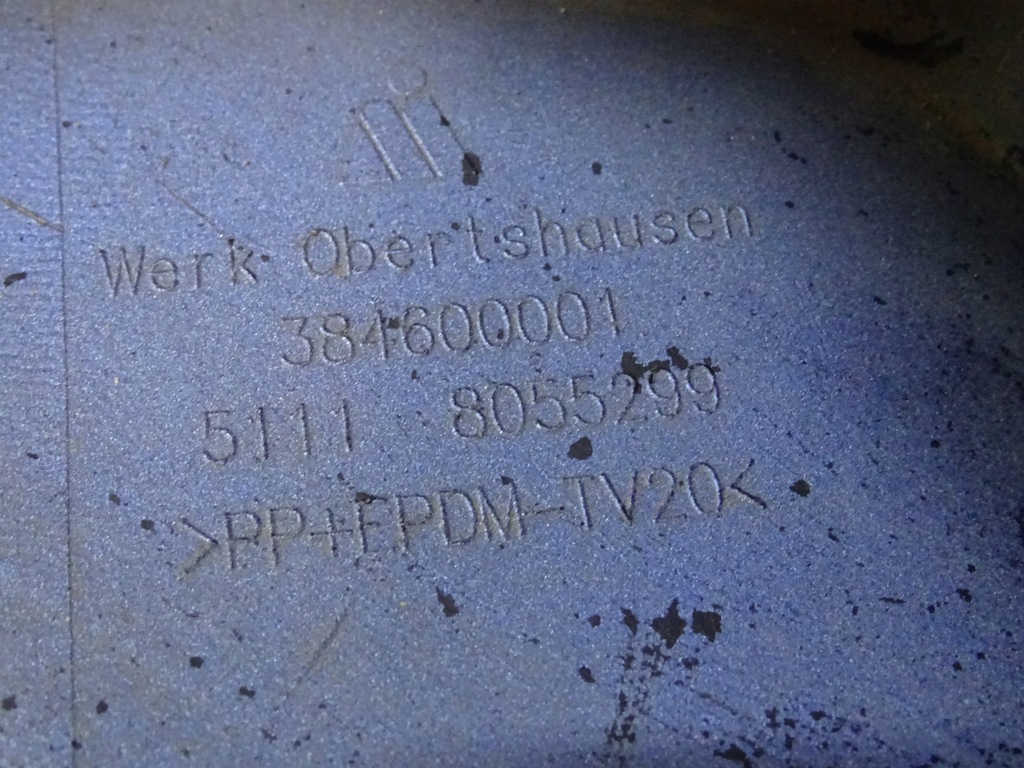 Werk Obertshausen
384600001
5111 8055299
>PP+EPDM-TV20<